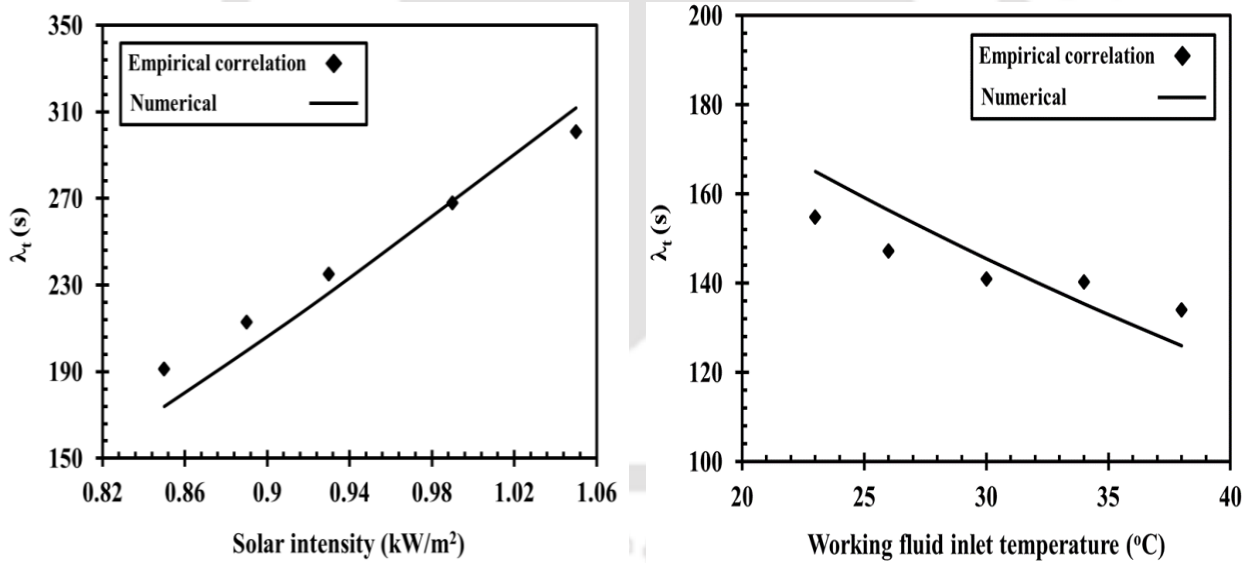 350
310
270
230
190
150
λt (s)
Empirical correlation
Numerical
0.82 0.86 0.9 0.94 0.98 1.02 1.06
Solar intensity (kW/m²)
200
180
160
140
120
100
λt (s)
Empirical correlation
Numerical
20 25 30 35 40
Working fluid inlet temperature (ºC)